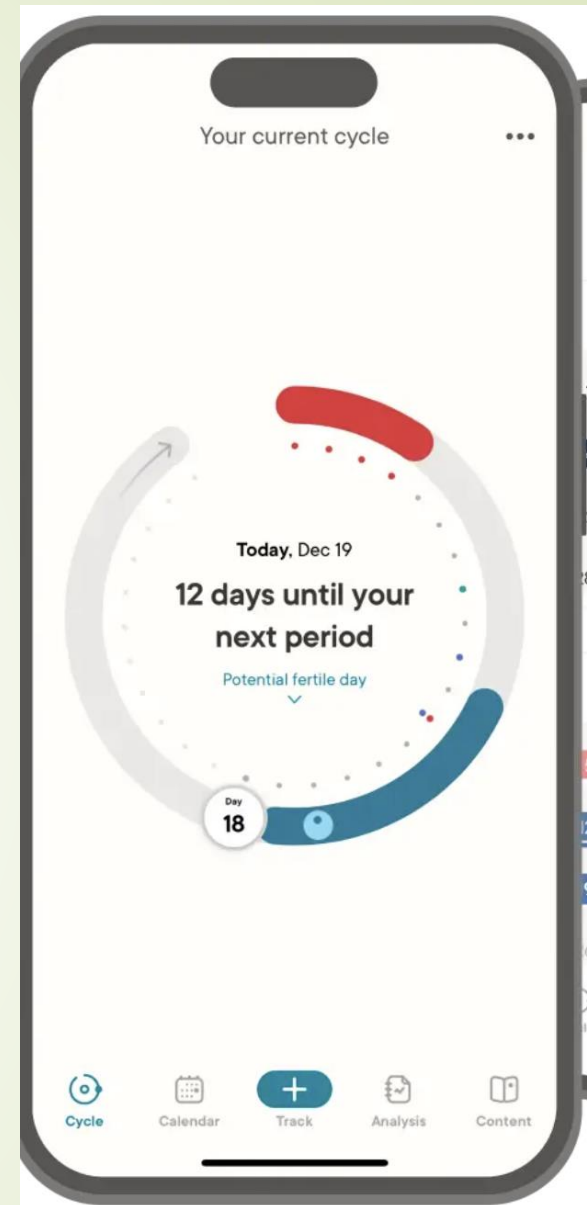 Your current cycle
Today, Dec 19
12 days until your
next period
Potential fertile day
Day
18
Cycle
Calendar
Track
Analysis
Content